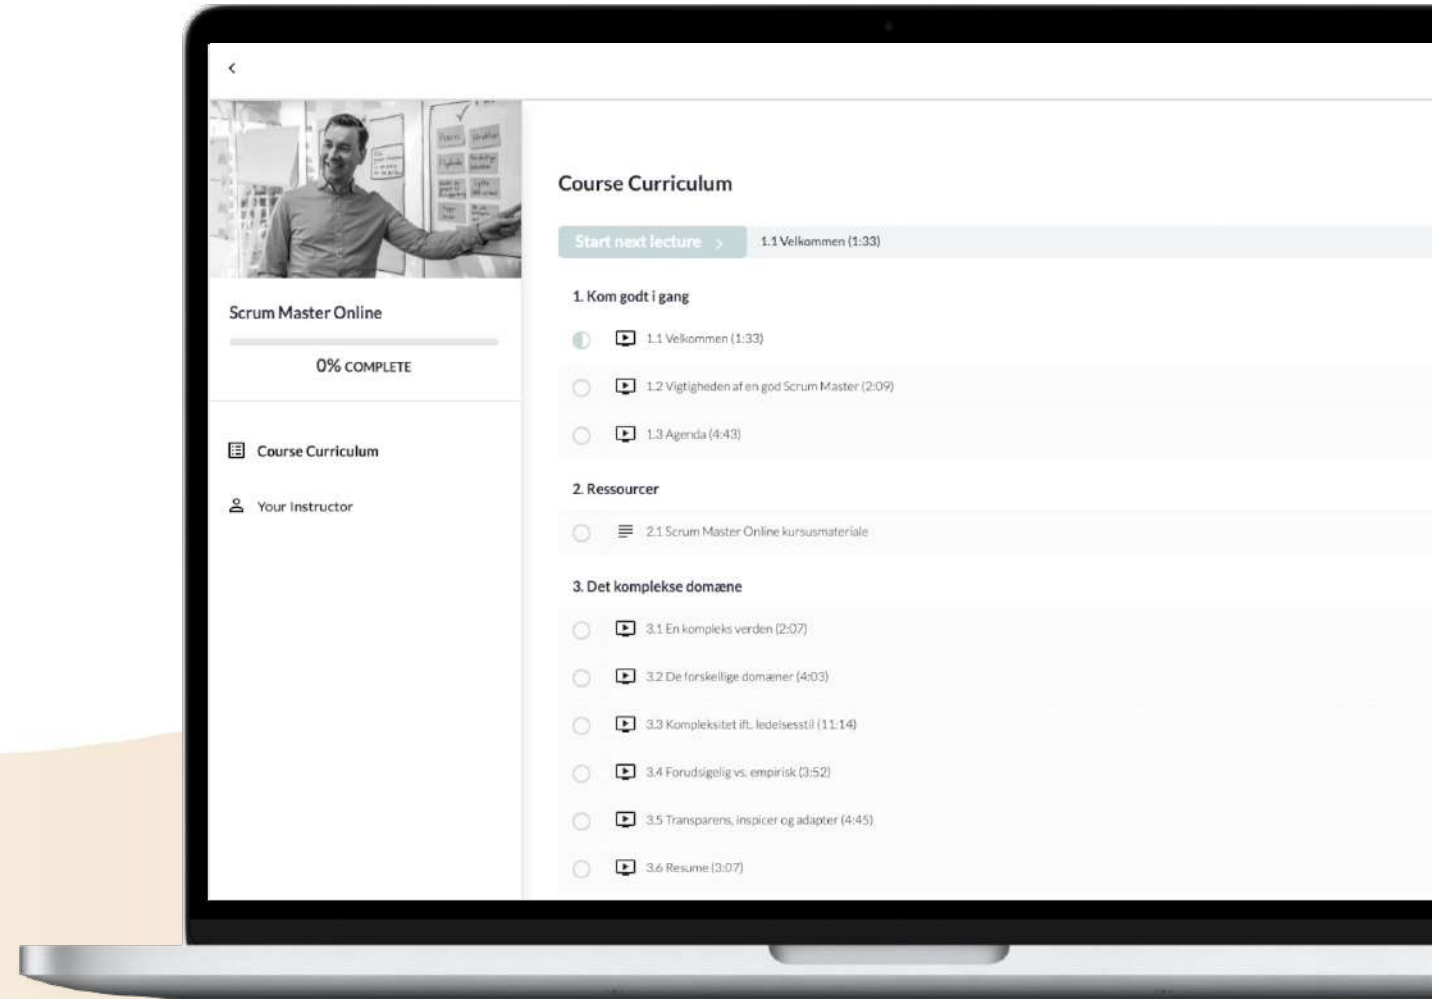 Scrum Master Online
0% COMPLETE
Course Curriculum
Your Instructor
Course Curriculum
Start next lecture
1.1 Velkommen (1:33)
1. Kom godt i gang
1.1 Velkommen (1:33)
1.2 Vigtigheden af en god Scrum Master (2:09)
1.3 Agenda (4:43)
2. Ressourcer
2.1 Scrum Master Online kursusmateriale
3. Det komplekse domæne
3.1 En kompleks verden (2:07)
3.2 De forskellige domæner (4:03)
3.3 Kompleksitet ift. ledelsesstil (11:14)
3.4 Forudsigelig vs. empirisk (3:52)
3.5 Transparens, inspicer og adapter (4:45)
3.6 Resume (3:07)